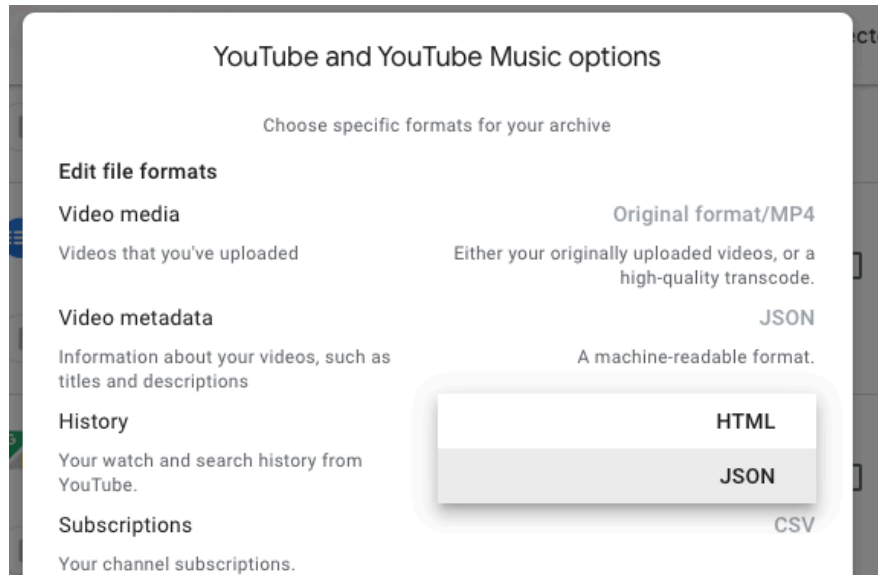 YouTube and YouTube Music options
Choose specific formats for your archive
Edit file formats
Video media
Original format/MP4
Videos that you've uploaded
Either your originally uploaded videos, or a
high-quality transcode.
Video metadata
JSON
Information about your videos, such as
titles and descriptions
A machine-readable format.
History
HTML
Your watch and search history from
YouTube.
JSON
Subscriptions
CSV
Your channel subscriptions.